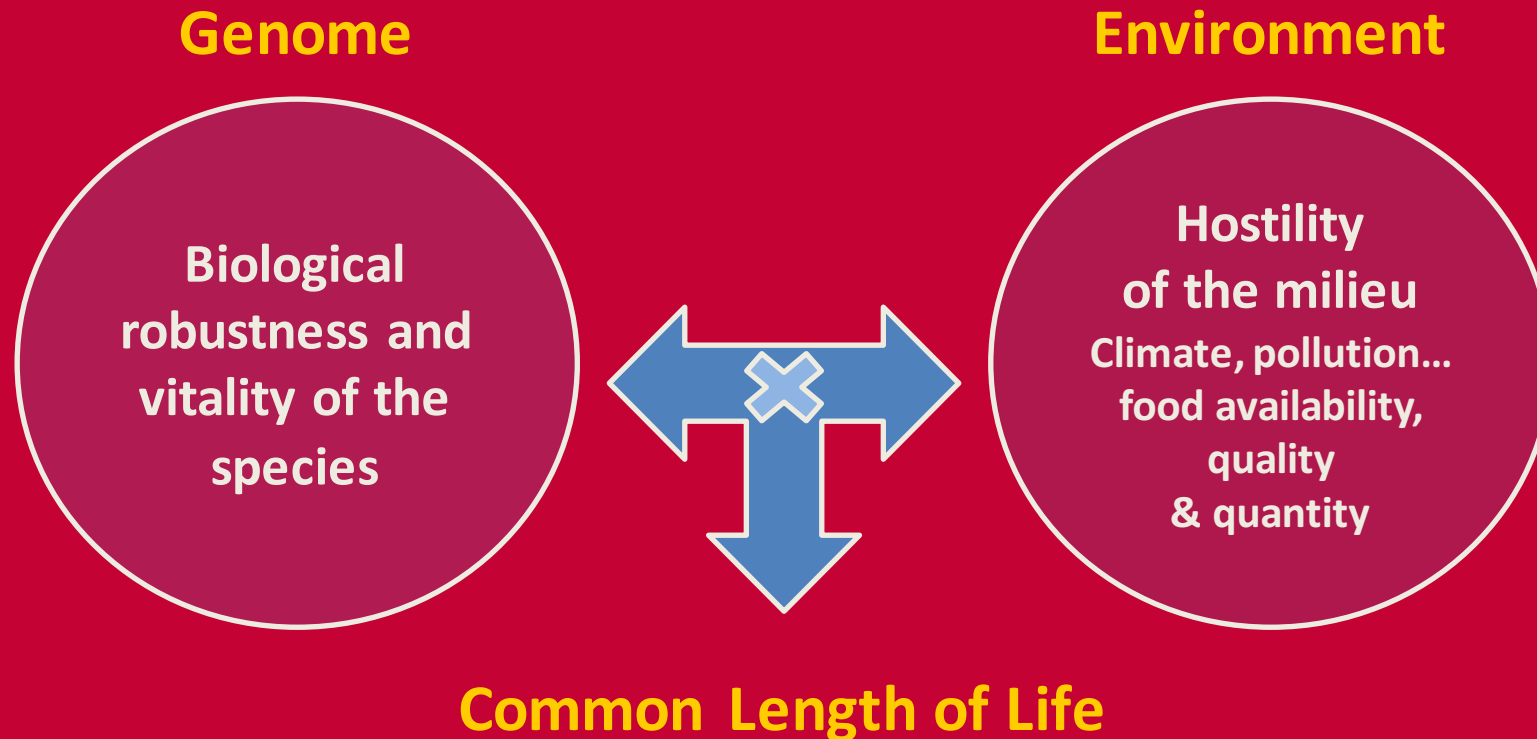 Genome
Environment
Biological
robustness and
vitality of the
species
Hostility
of the milieu
Climate, pollution...
food availability,
quality
& quantity
Common Length of Life